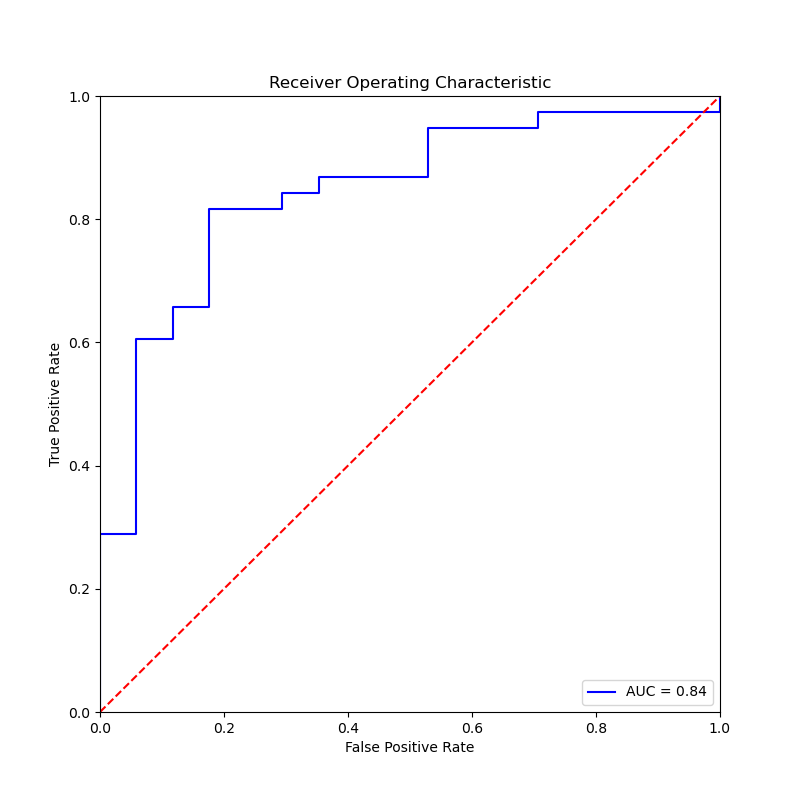 Receiver Operating Characteristic
True Positive Rate
1.0
0.8
0.6
0.4
0.2
0.0
AUC = 0.84
0.0 0.2 0.4 0.6 0.8 1.0
False Positive Rate